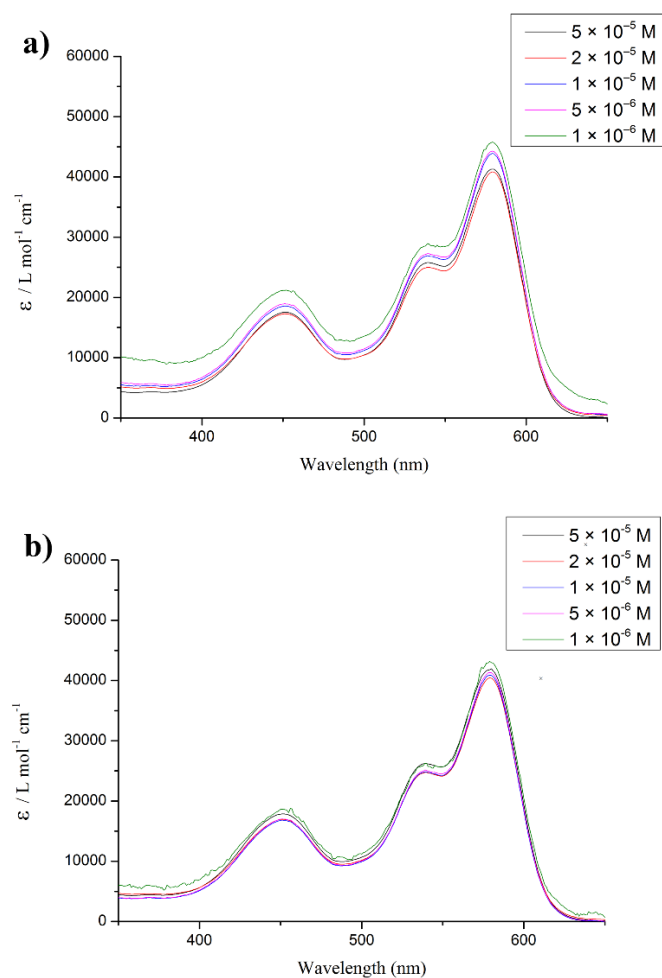 a)
5 × 10⁻⁵ M
2 × 10⁻⁵ M
1 × 10⁻⁵ M
5 × 10⁻⁶ M
1 × 10⁻⁶ M
60000
50000
40000
30000
20000
10000
0
ε / L mol⁻¹ cm⁻¹
400 500 600
Wavelength (nm)
b)
5 × 10⁻⁵ M
2 × 10⁻⁵ M
1 × 10⁻⁵ M
5 × 10⁻⁶ M
1 × 10⁻⁶ M
60000
50000
40000
30000
20000
10000
0
ε / L mol⁻¹ cm⁻¹
400 500 600
Wavelength (nm)